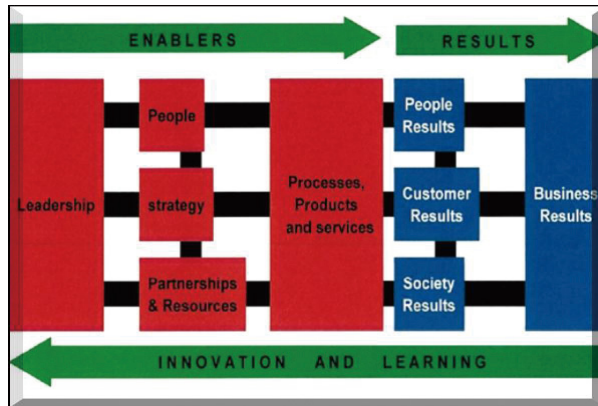 ENABLERS
RESULTS
Leadership
People
strategy
Partnerships
& Resources
Processes,
Products
and services
People
Results
Customer
Results
Society
Results
Business
Results
INNOVATION AND LEARNING